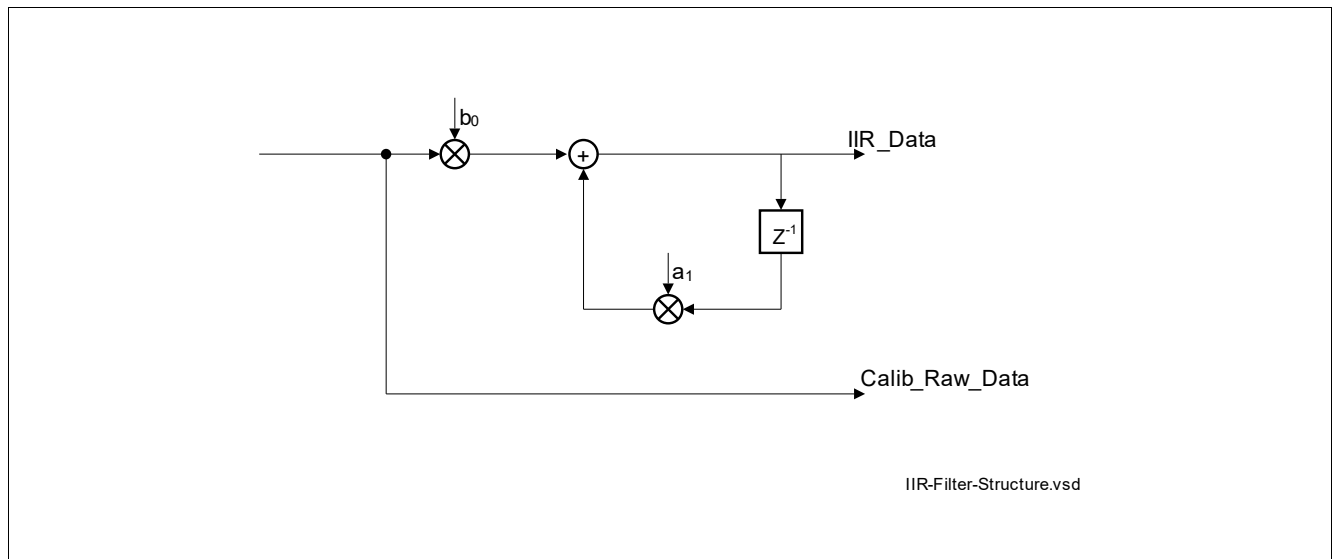 b₀
+
IIR_Data
Z⁻¹
a₁
Calib_Raw_Data
IIR-Filter-Structure.vsd